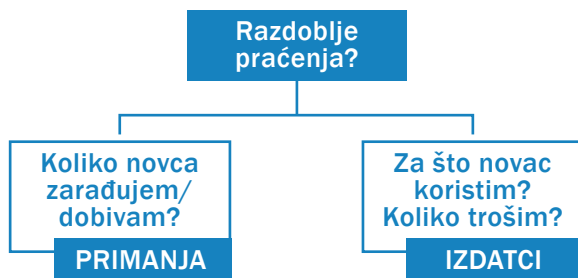 Razdoblje
praćenja?
Koliko novca
zarađujem/
dobivam?
PRIMANJA
Za što novac
koristim?
Koliko trošim?
IZDATCI